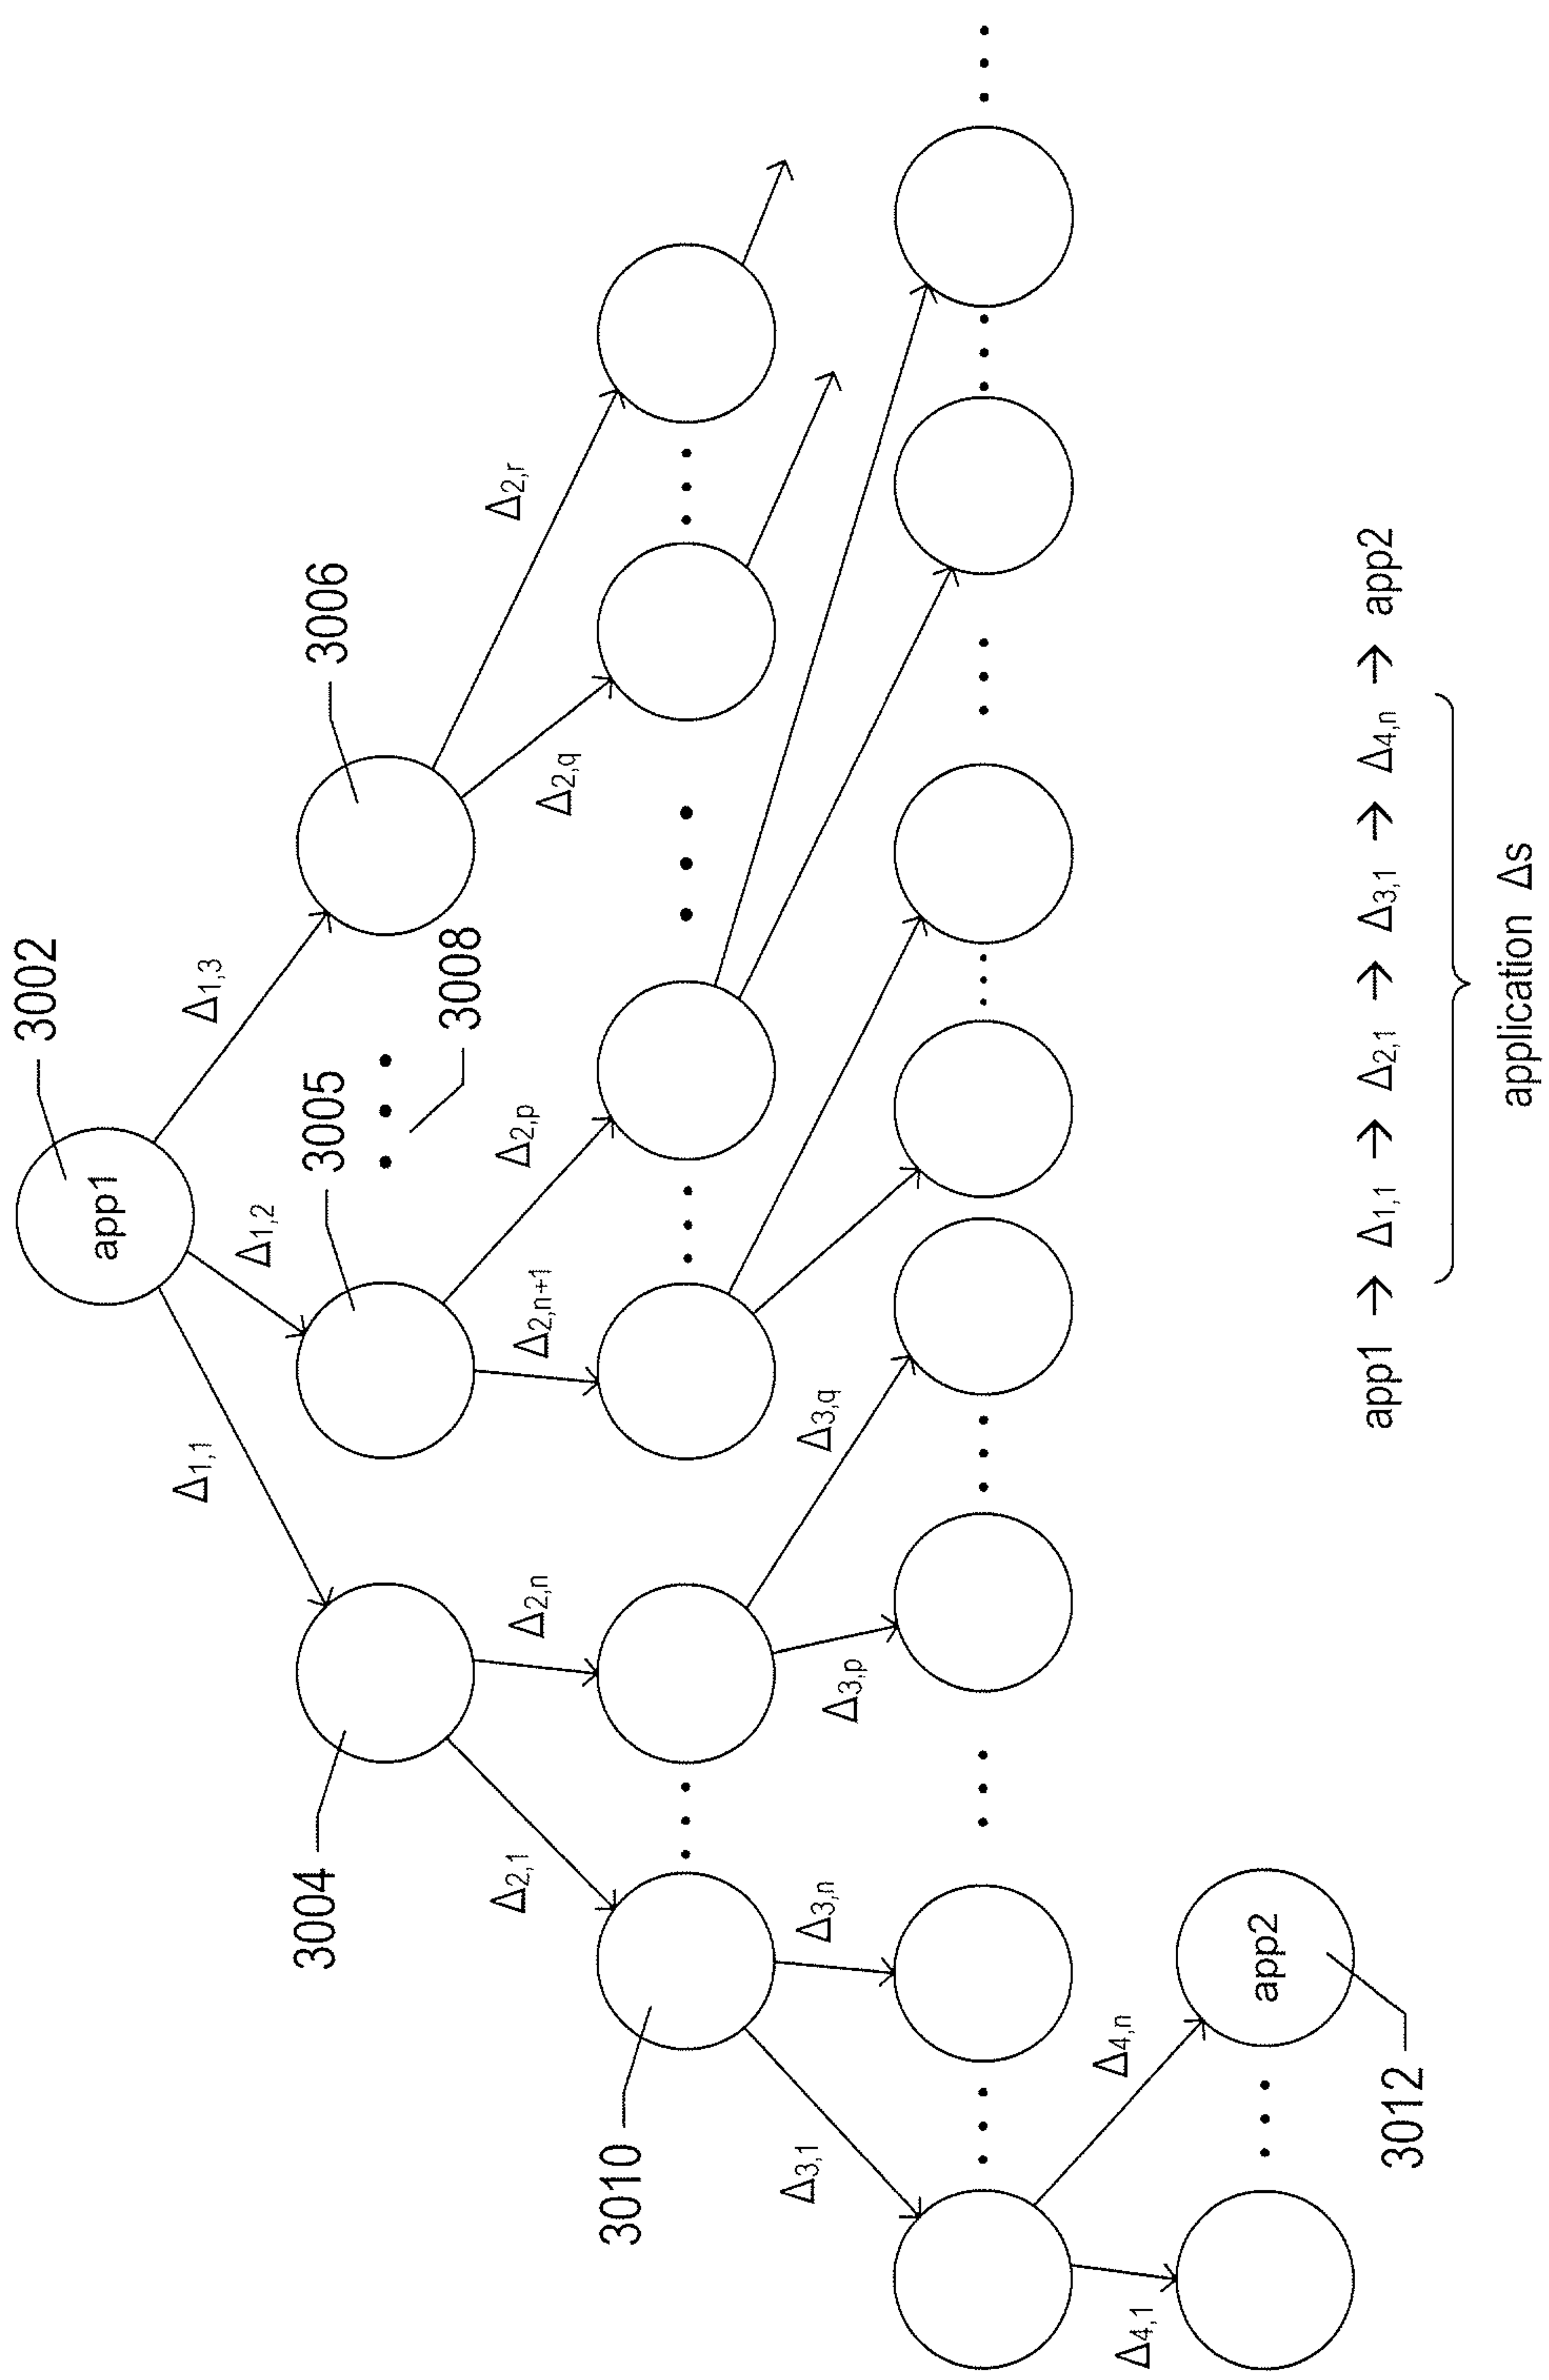 3002
app1
Δ1,1
Δ1,2
Δ1,3
3004
3005
3008
3006
Δ2,1
Δ2,n
Δ2,n+1
Δ2,p
Δ2,q
Δ2,r
3010
Δ3,1
Δ3,n
Δ3,p
Δ3,q
Δ4,1
Δ4,n
app2
3012
app1 → Δ1,1 → Δ2,1 → Δ3,1 → Δ4,n → app2
application Δs